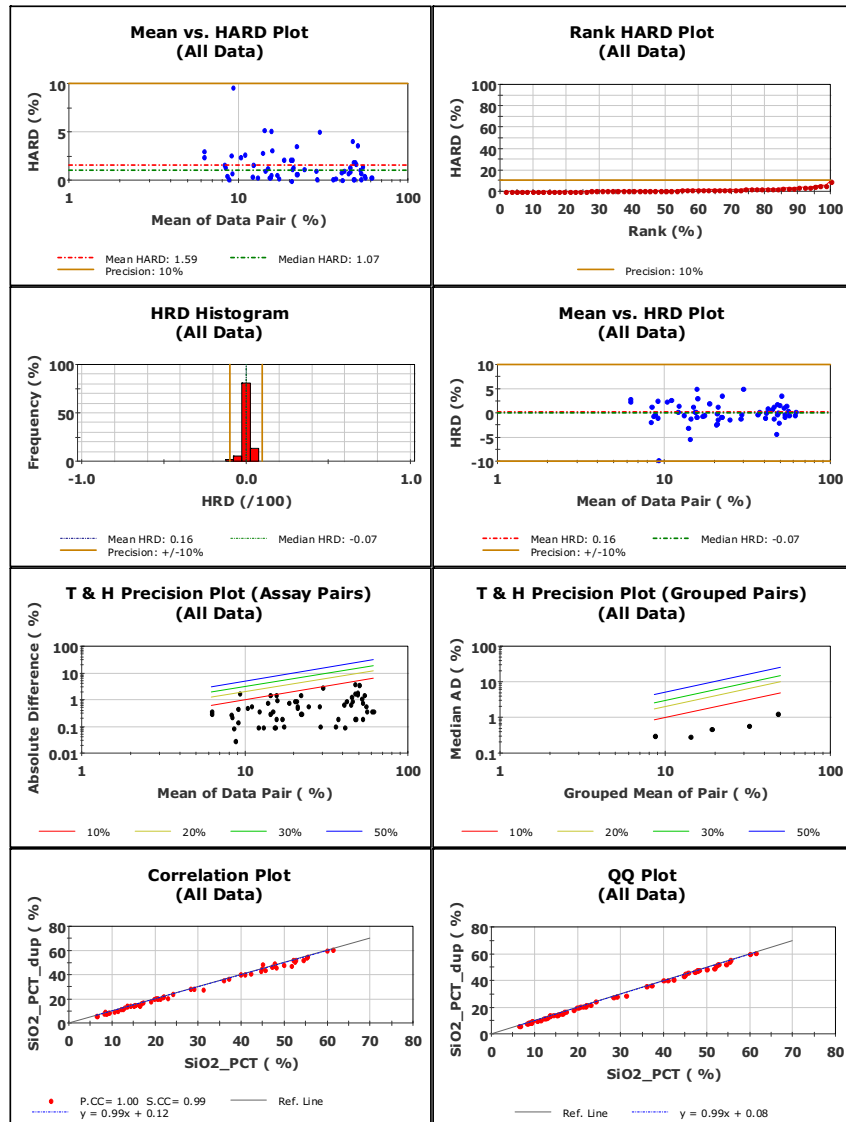 Mean vs. HARD Plot
(All Data)
HARD (%)
10
5
0
1
10
100
Mean of Data Pair ( %)
Mean HARD: 1.59
Median HARD: 1.07
Precision: 10%
Rank HARD Plot
(All Data)
HARD (%)
100
80
60
40
20
0
0 10 20 30 40 50 60 70 80 90 100
Rank (%)
Precision: 10%
HRD Histogram
(All Data)
Frequency (%)
100
50
0
-1.0
0.0
1.0
HRD (/100)
Mean HRD: 0.16
Median HRD: -0.07
Precision: +/-10%
Mean vs. HRD Plot
(All Data)
HRD (%)
10
5
0
-5
-10
1
10
100
Mean of Data Pair ( %)
Mean HRD: 0.16
Median HRD: -0.07
Precision: +/-10%
T & H Precision Plot (Assay Pairs)
(All Data)
Absolute Difference ( %)
100
10
1
0.1
0.01
1
10
100
Mean of Data Pair ( %)
10%
20%
30%
50%
T & H Precision Plot (Grouped Pairs)
(All Data)
Median AD ( %)
100
10
1
0.1
1
10
100
Grouped Mean of Pair ( %)
10%
20%
30%
50%
Correlation Plot
(All Data)
SiO2_PCT_dup ( %)
80
60
40
20
0
0 10 20 30 40 50 60 70 80
SiO2_PCT ( %)
P.CC= 1.00 S.CC= 0.99
Ref. Line
y = 0.99x + 0.12
QQ Plot
(All Data)
SiO2_PCT_dup ( %)
80
60
40
20
0
0 10 20 30 40 50 60 70 80
SiO2_PCT ( %)
Ref. Line
y = 0.99x + 0.08